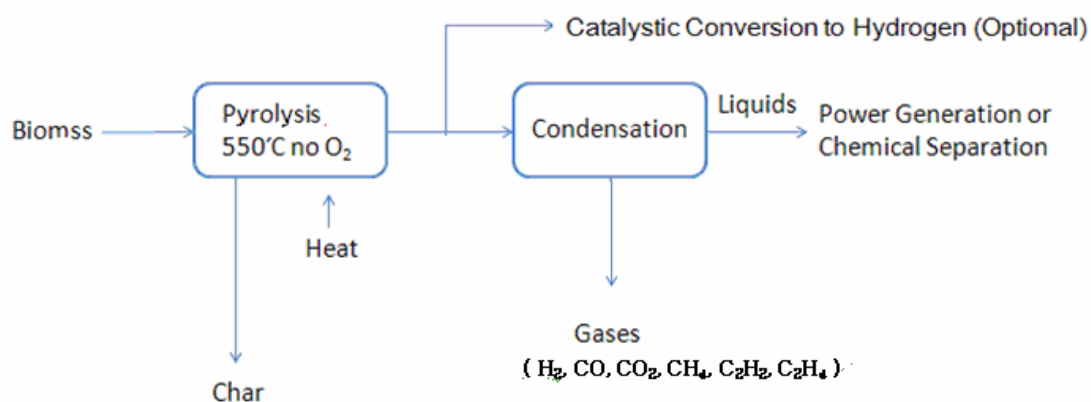 Catalystic Conversion to Hydrogen (Optional)
Biomss
Pyrolysis
550℃ no O₂
Condensation
Liquids
Power Generation or
Chemical Separation
Heat
Char
Gases
( H₂, CO, CO₂, CH₄, C₂H₂, C₂H₄ )